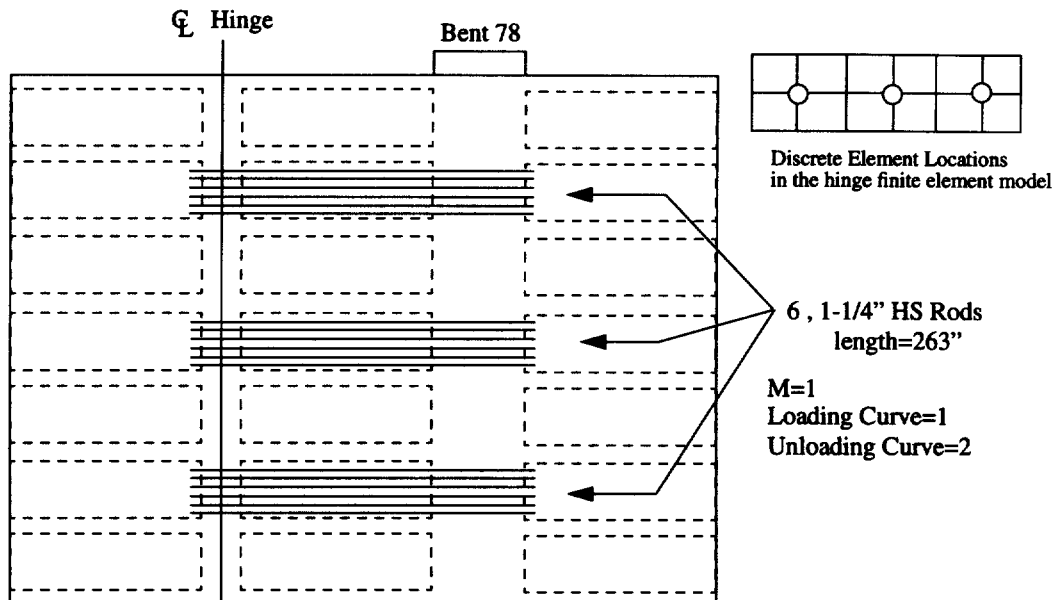 ℄ Hinge
Bent 78
Discrete Element Locations
in the hinge finite element model
6 , 1-1/4” HS Rods
length=263”
M=1
Loading Curve=1
Unloading Curve=2